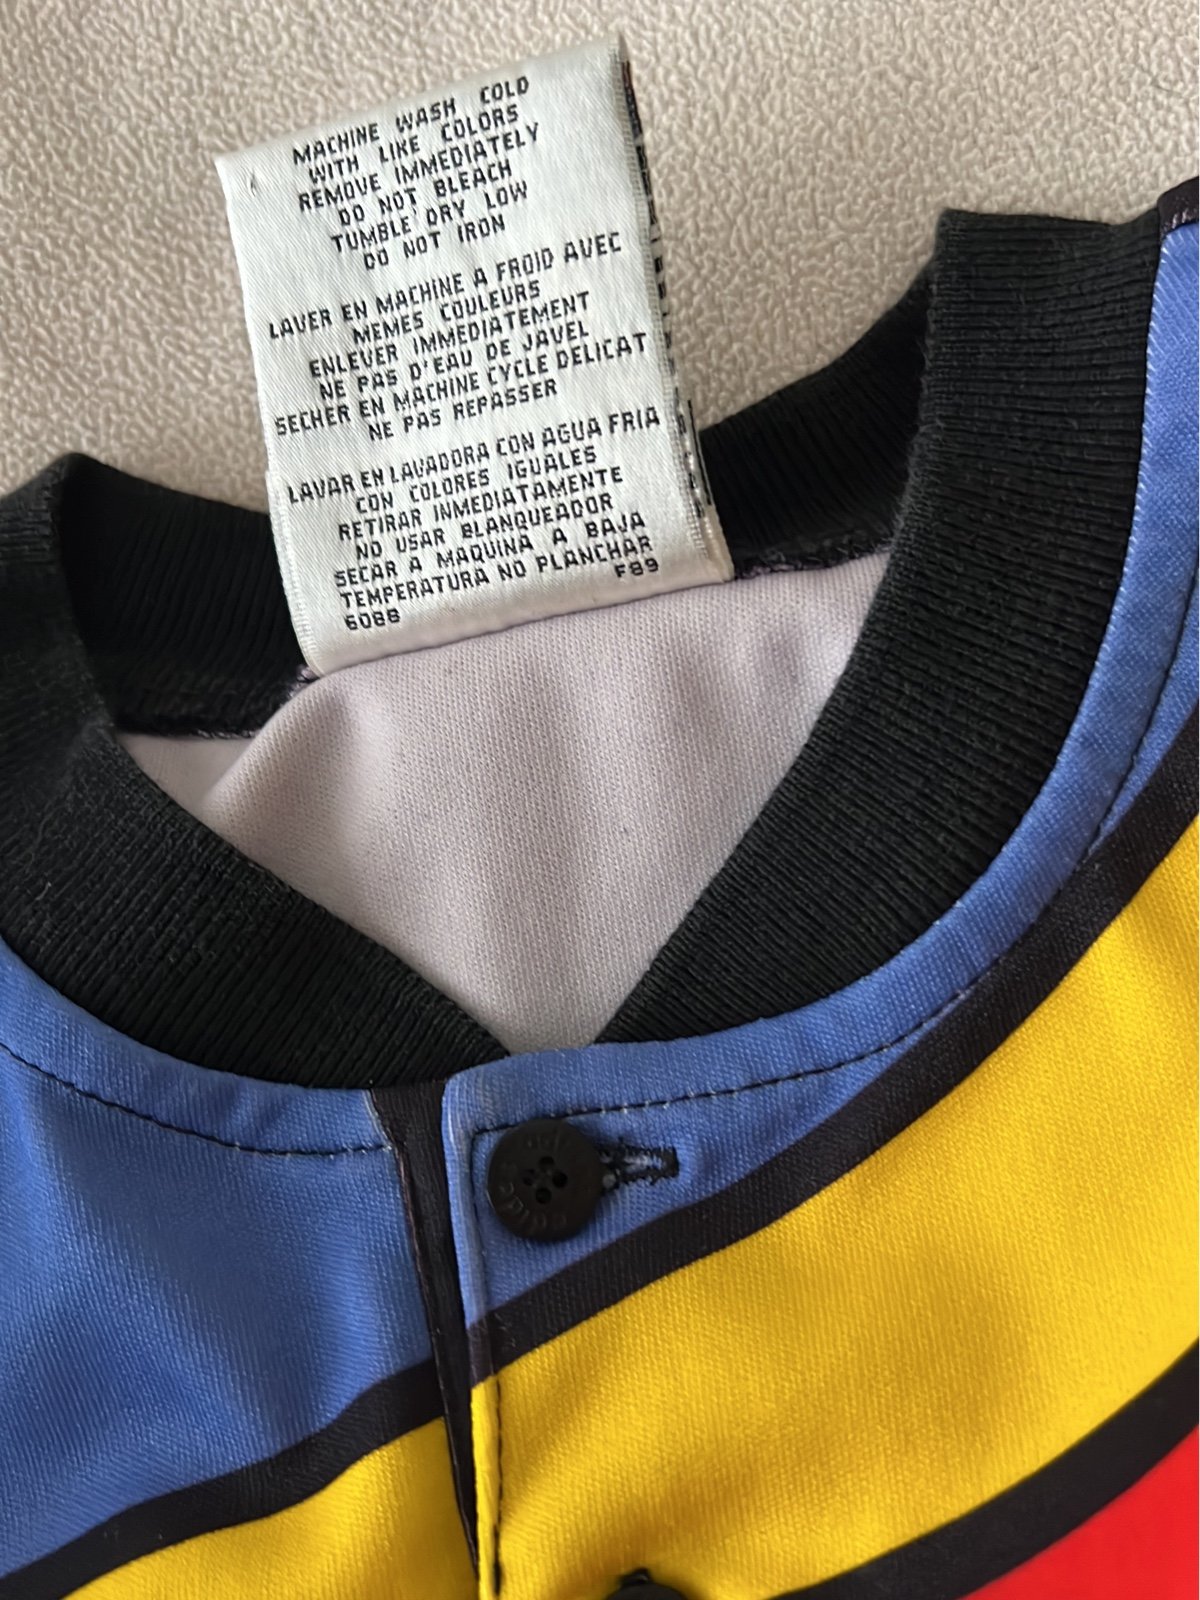 MACHINE WASH COLD
WITH LIKE COLORS
REMOVE IMMEDIATELY
DO NOT BLEACH
TUMBLE DRY LOW
DO NOT IRON
LAVER EN MACHINE A FROID AVEC
MEMES COULEURS
ENLEVER IMMEDIATEMENT
NE PAS D'EAU DE JAVEL
SECHER EN MACHINE CYCLE DELICAT
NE PAS REPASSER
LAVAR EN LAVADORA CON AGUA FRIA
CON COLORES IGUALES
RETIRAR INMEDIATAMENTE
NO USAR BLANQUEADOR
SECAR A MAQUINA A BAJA
TEMPERATURA NO PLANCHAR
F89
6088
adidas